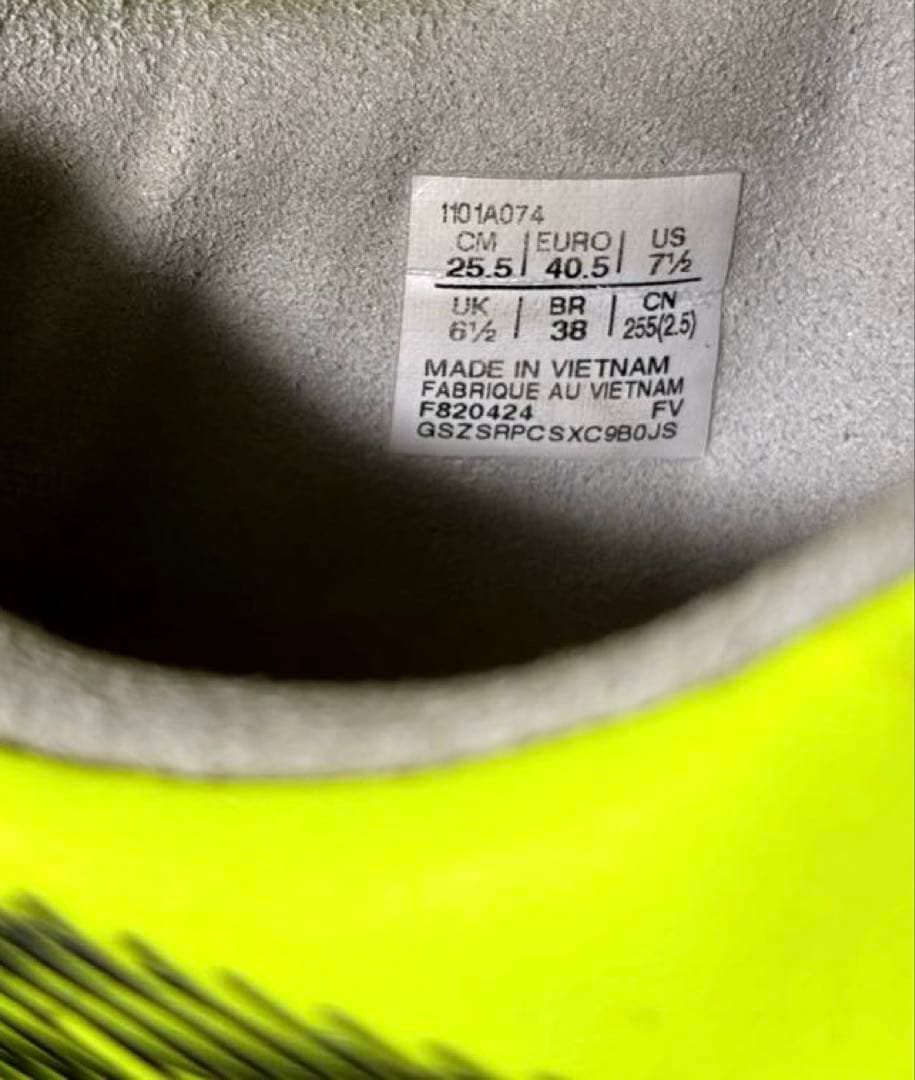 1101A074
CM | EURO | US
25.5 | 40.5 | 7½
UK | BR | CN
6½ | 38 | 255(2.5)
MADE IN VIETNAM
FABRIQUE AU VIETNAM
F820424 FV
GSZSRPCSXC9B0JS